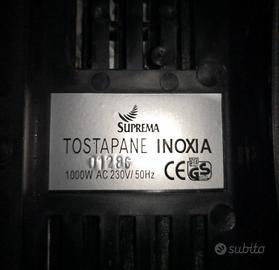 SUPREMA
TOSTAPANE INOXIA
01286
1000W AC 230V/50Hz
CE GS
subito